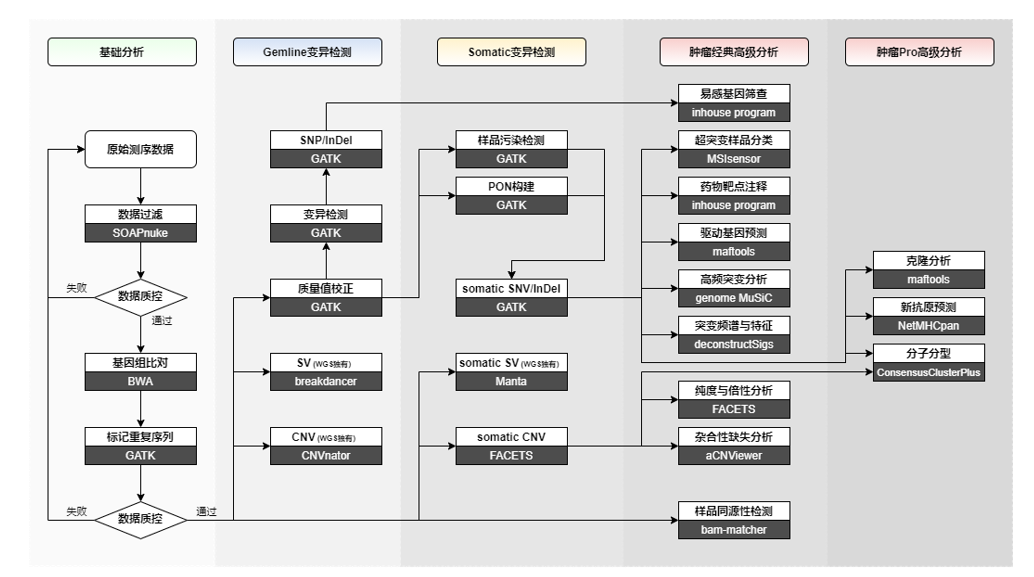 基础分析
Gemline变异检测
Somatic变异检测
肿瘤经典高级分析
肿瘤Pro高级分析
原始测序数据
数据过滤
SOAPnuke
数据质控
失败
通过
基因组比对
BWA
标记重复序列
GATK
数据质控
失败
通过
SNP/InDel
GATK
变异检测
GATK
质量值校正
GATK
SV (WGS独有)
breakdancer
CNV (WGS独有)
CNVnator
样品污染检测
GATK
PON构建
GATK
somatic SNV/InDel
GATK
somatic SV (WGS独有)
Manta
somatic CNV
FACETS
易感基因筛查
inhouse program
超突变样品分类
MSIsensor
药物靶点注释
inhouse program
驱动基因预测
maftools
高频突变分析
genome MuSiC
突变频谱与特征
deconstructSigs
纯度与倍性分析
FACETS
杂合性缺失分析
aCNViewer
样品同源性检测
bam-matcher
克隆分析
maftools
新抗原预测
NetMHCpan
分子分型
ConsensusClusterPlus